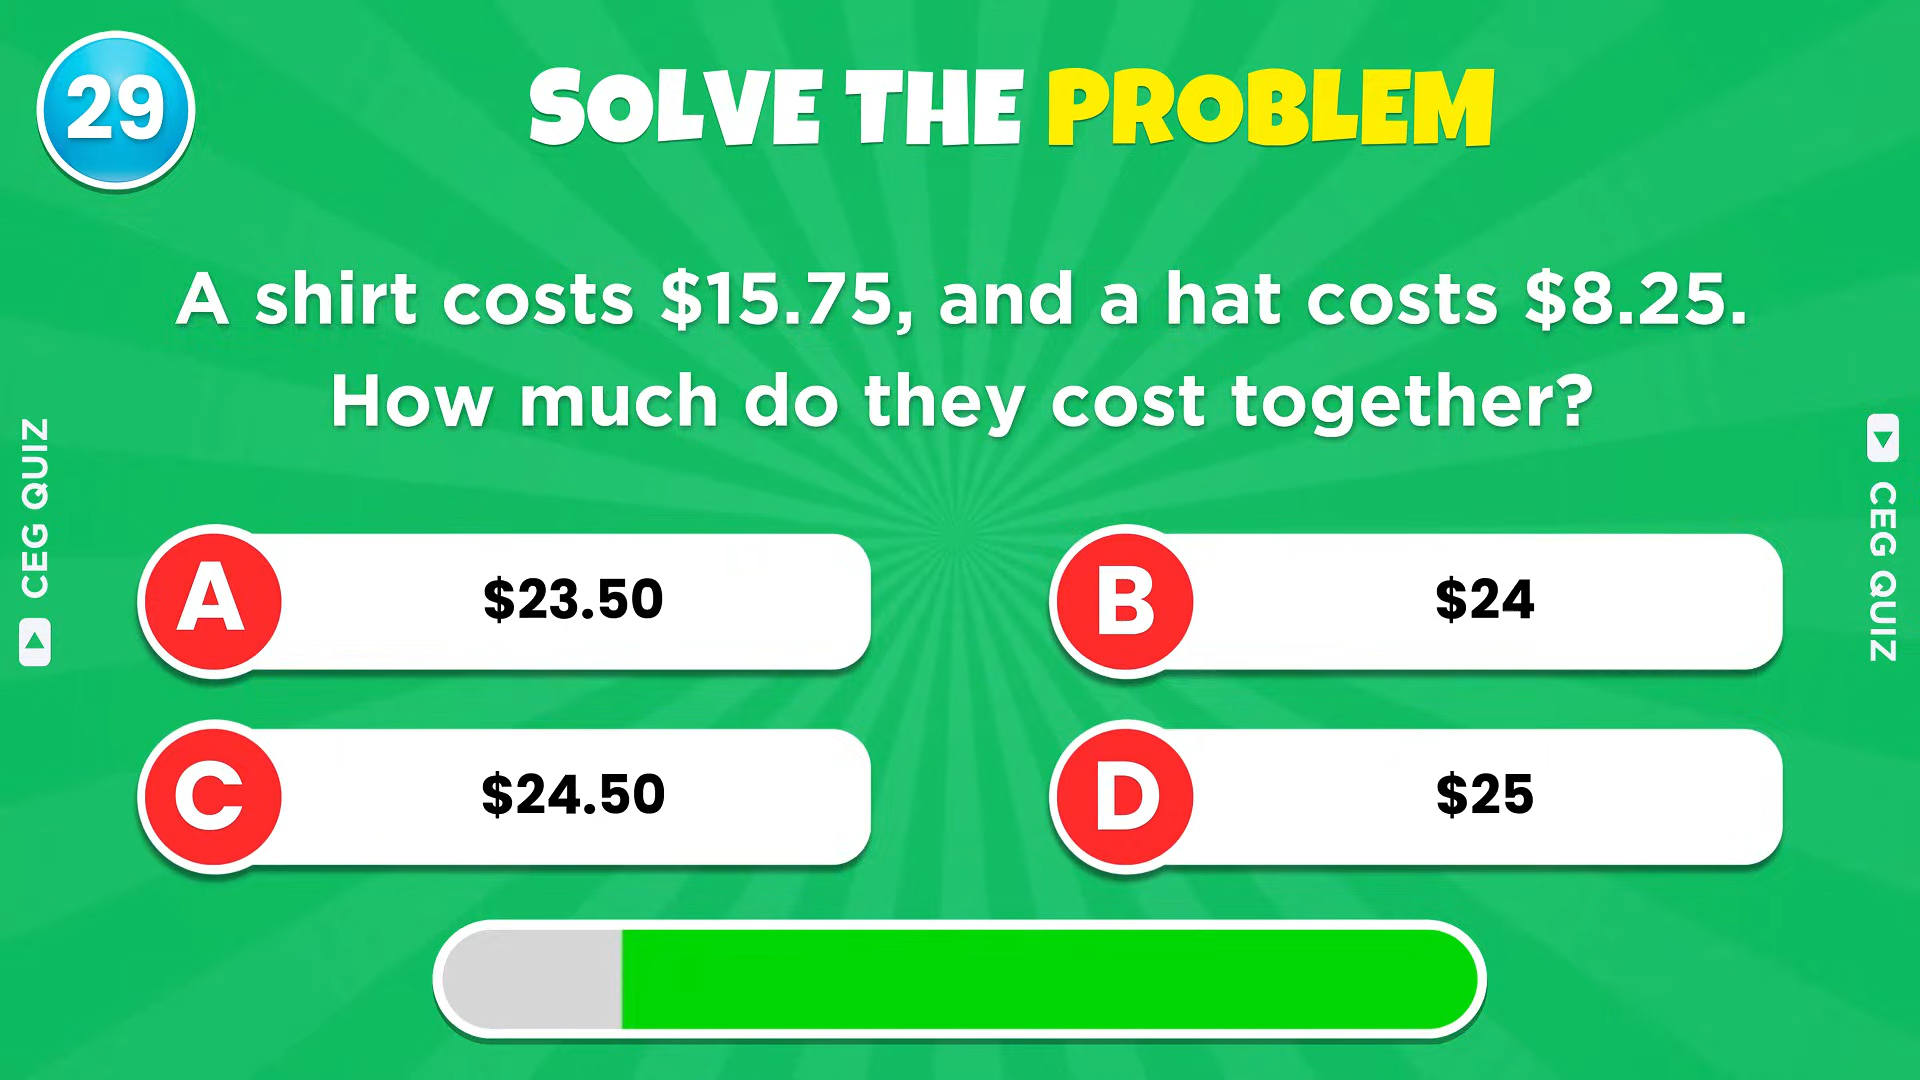 29
SOLVE THE PROBLEM
A shirt costs $15.75, and a hat costs $8.25.
How much do they cost together?
CEG QUIZ
CEG QUIZ
A $23.50
B $24
C $24.50
D $25